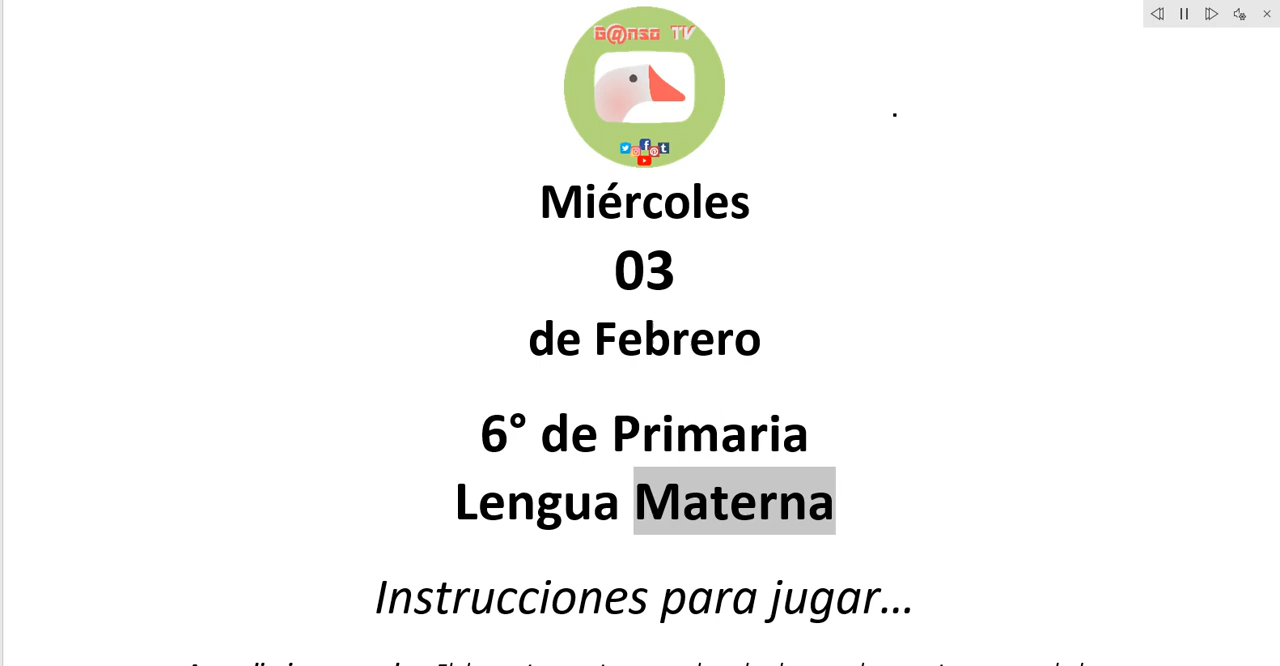 G@nso TV
Miércoles
03
de Febrero
6° de Primaria
Lengua Materna
Instrucciones para jugar...